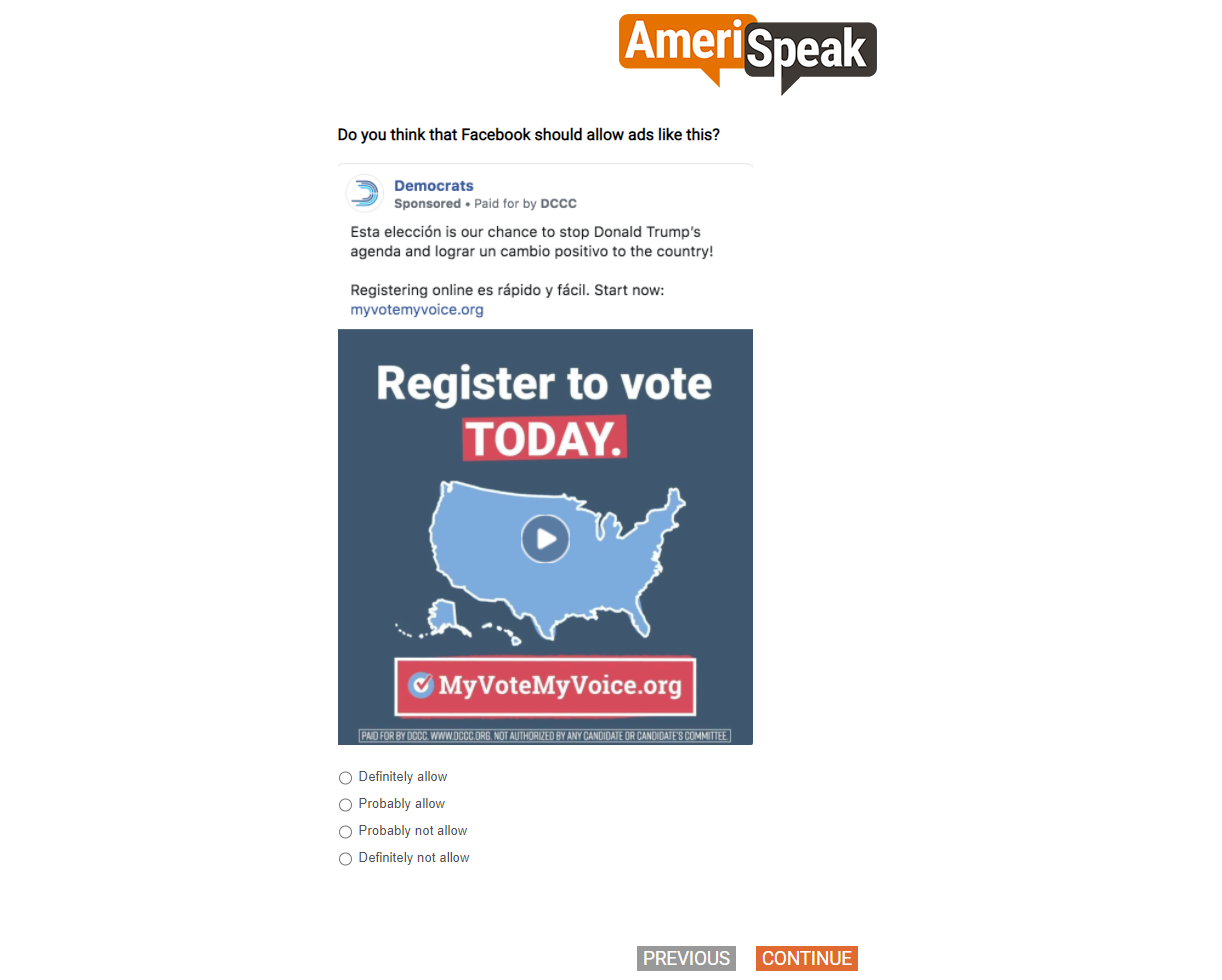 AmeriSpeak
Do you think that Facebook should allow ads like this?
Democrats
Sponsored • Paid for by DCCC
Esta elección is our chance to stop Donald Trump's
agenda and lograr un cambio positivo to the country!
Registering online es rápido y fácil. Start now:
myvotemyvoice.org
Register to vote
TODAY.
MyVoteMyVoice.org
PAID FOR BY DCCC. WWW.DCCC.ORG. NOT AUTHORIZED BY ANY CANDIDATE OR CANDIDATE'S COMMITTEE.
Definitely allow
Probably allow
Probably not allow
Definitely not allow
PREVIOUS CONTINUE